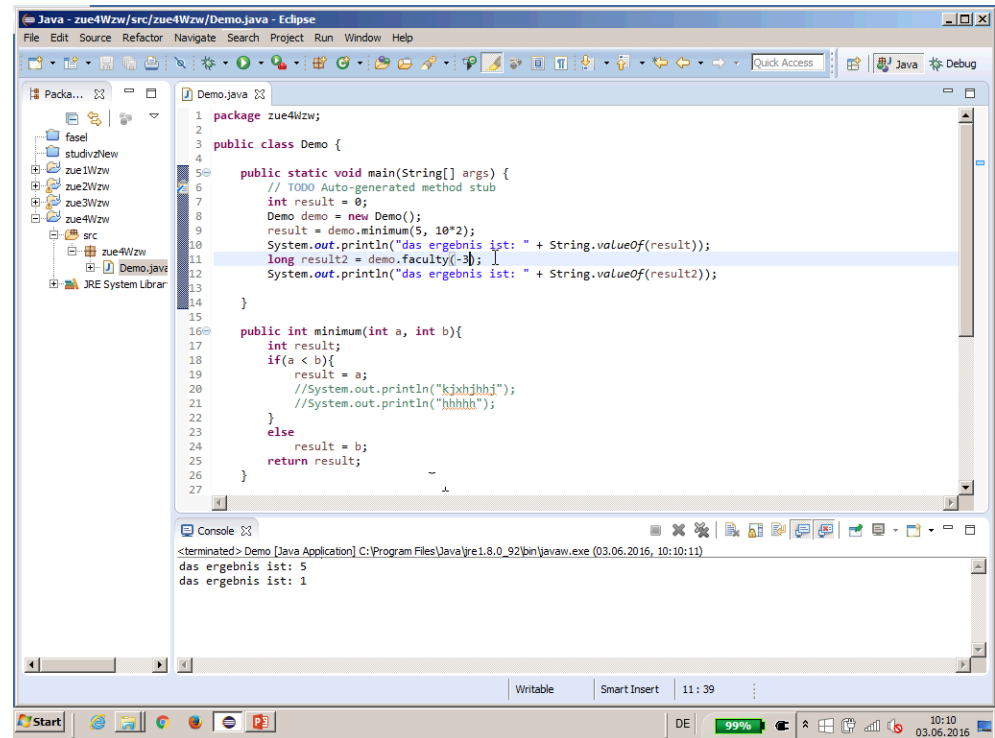 Java - zue4Wzw/src/zue4Wzw/Demo.java - Eclipse
File Edit Source Refactor Navigate Search Project Run Window Help
Quick Access
Java
Debug
Packa...
fasel
studivzNew
zue1Wzw
zue2Wzw
zue3Wzw
zue4Wzw
src
zue4Wzw
Demo.java
JRE System Librar
Demo.java
1 package zue4Wzw;
2
3 public class Demo {
4
5 public static void main(String[] args) {
6 // TODO Auto-generated method stub
7 int result = 0;
8 Demo demo = new Demo();
9 result = demo.minimum(5, 10*2);
10 System.out.println("das ergebnis ist: " + String.valueOf(result));
11 long result2 = demo.faculty(-3);
12 System.out.println("das ergebnis ist: " + String.valueOf(result2));
13
14 }
15
16 public int minimum(int a, int b){
17 int result;
18 if(a < b){
19 result = a;
20 //System.out.println("kjxhjhhj");
21 //System.out.println("hhhhh");
22 }
23 else
24 result = b;
25 return result;
26 }
27
Console
<terminated> Demo [Java Application] C:\Program Files\Java\jre1.8.0_92\bin\javaw.exe (03.06.2016, 10:10:11)
das ergebnis ist: 5
das ergebnis ist: 1
Writable Smart Insert 11 : 39
Start
DE
99%
10:10
03.06.2016